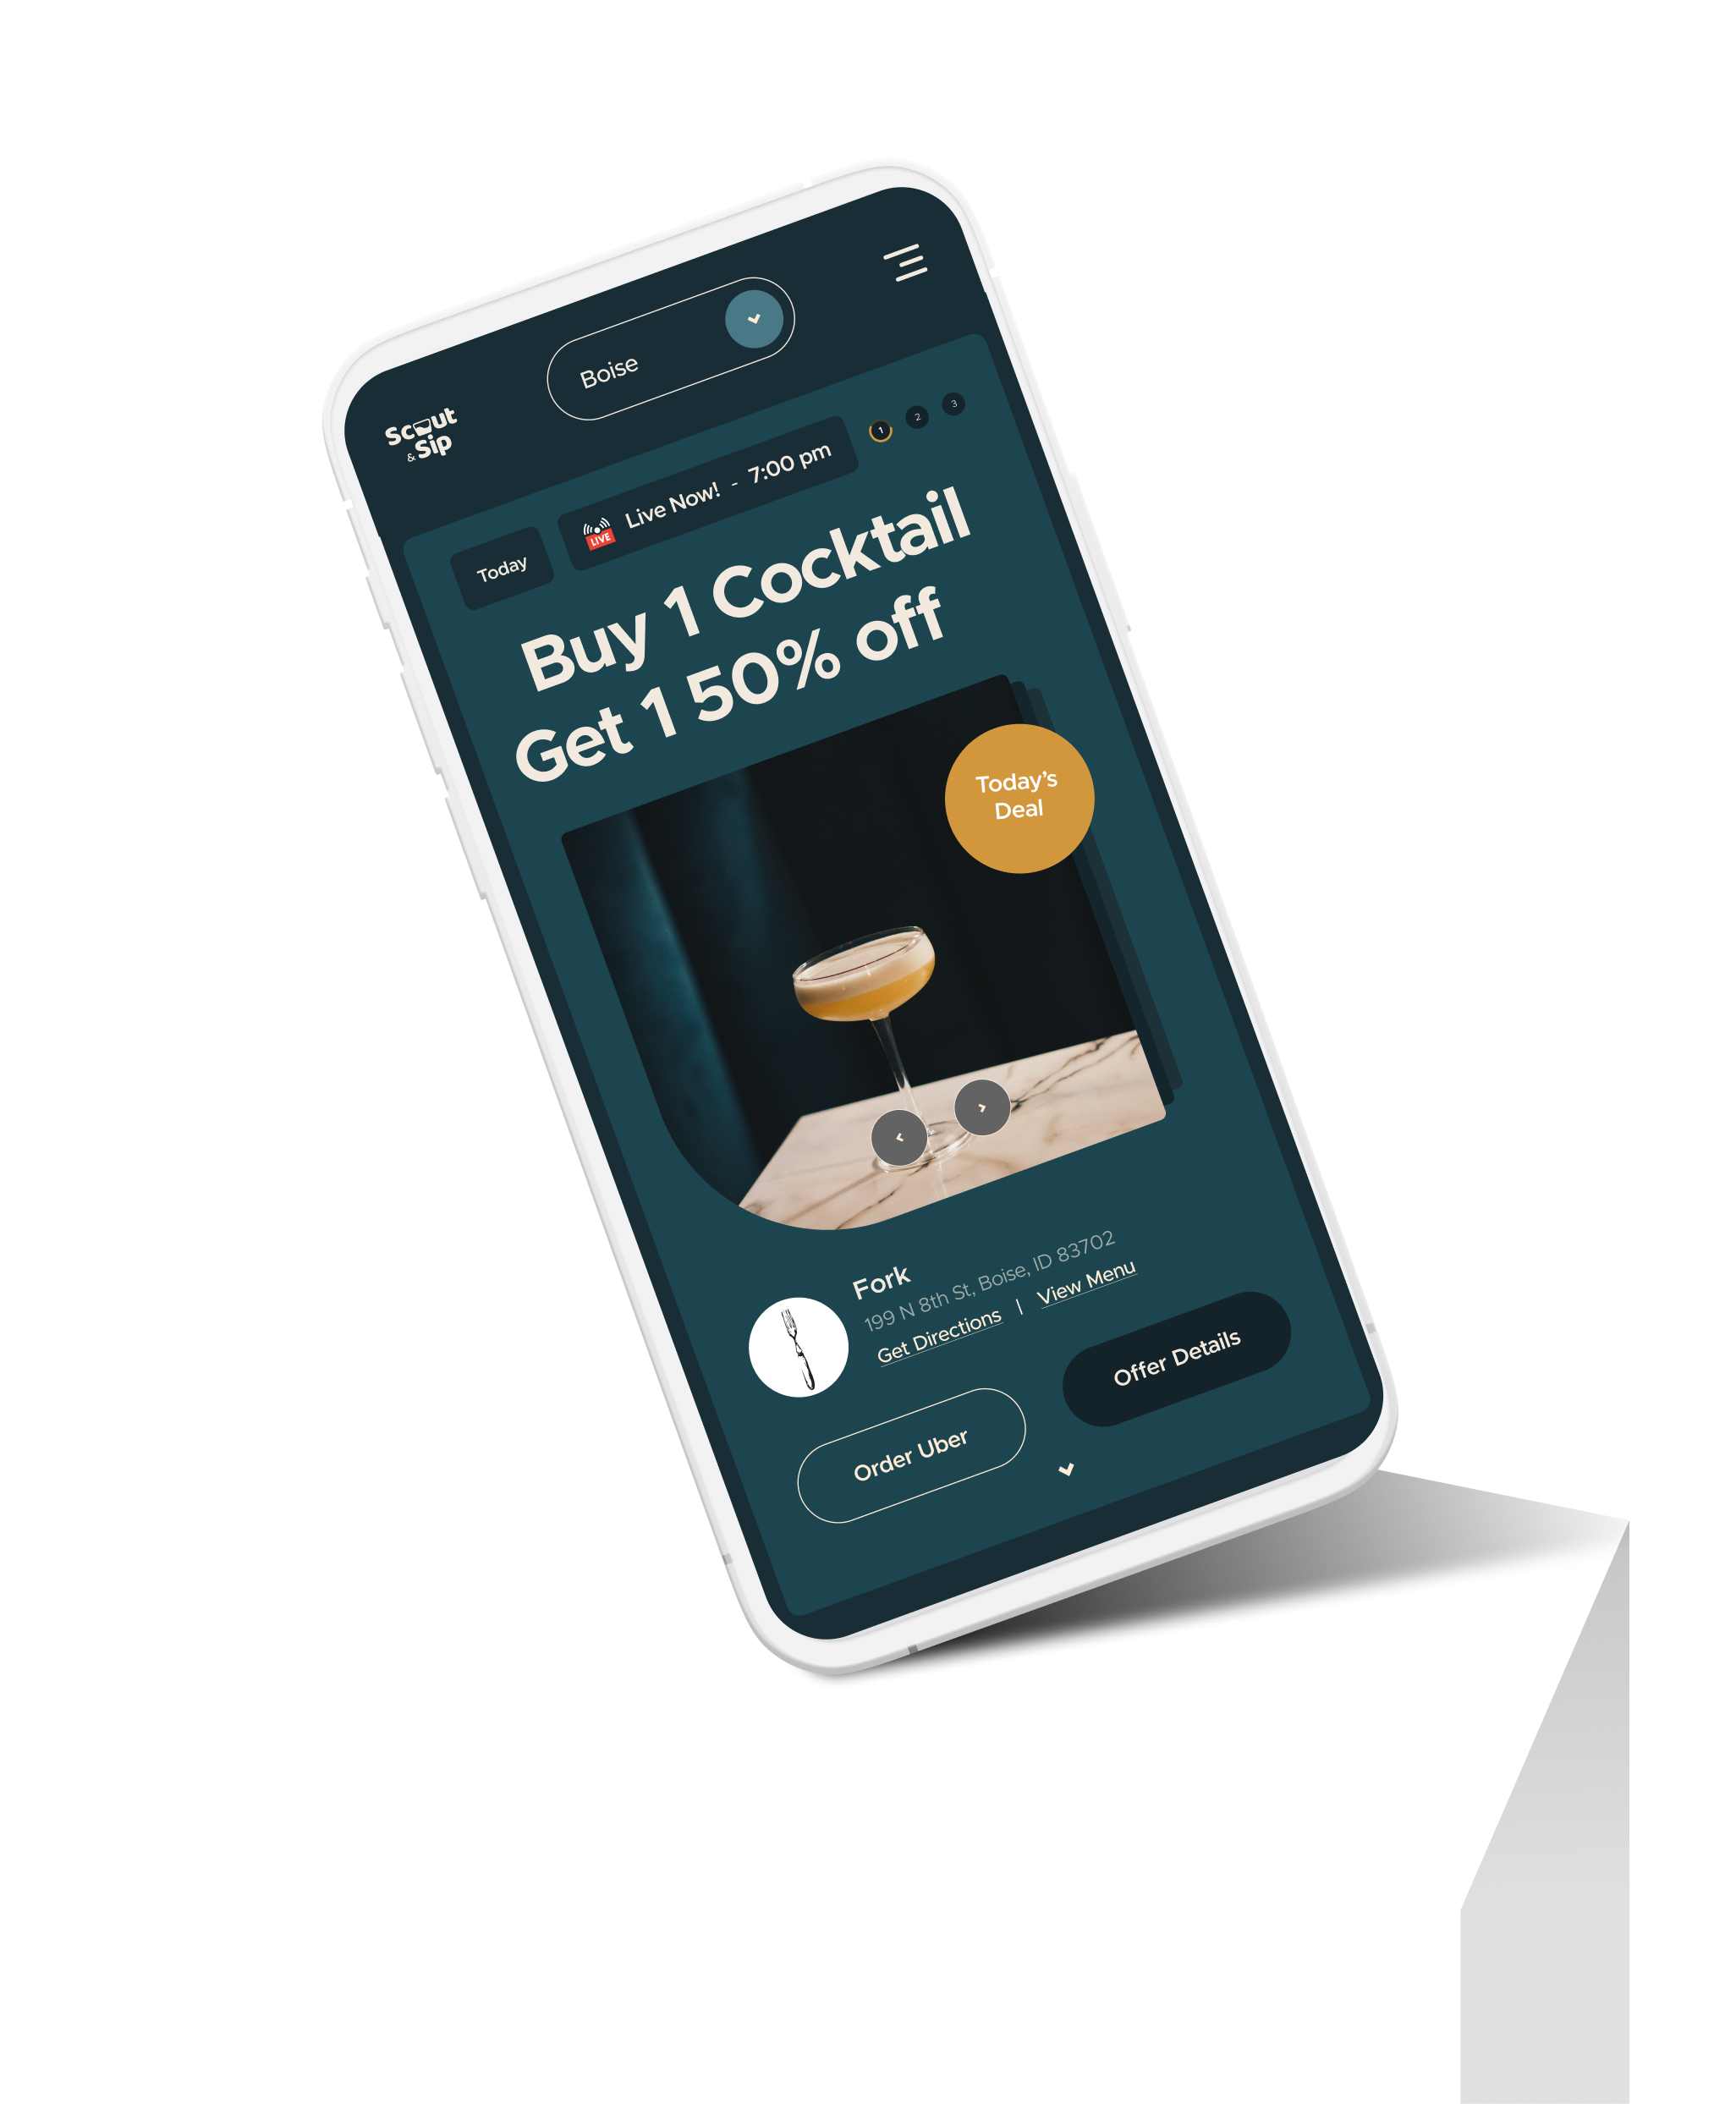 Boise
Scout
& Sip
Today
LIVE
Live Now! - 7:00 pm
1
2
3
Buy 1 Cocktail
Get 1 50% off
Today's
Deal
Fork
199 N 8th St, Boise, ID 83702
Get Directions | View Menu
Order Uber
Offer Details